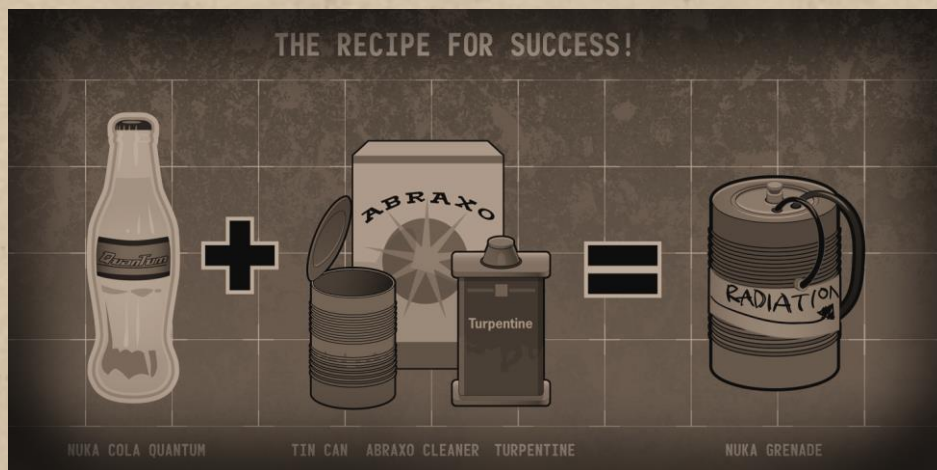 THE RECIPE FOR SUCCESS!
ABRAXO
Quantum
Turpentine
RADIATION
NUKA COLA QUANTUM
TIN CAN ABRAXO CLEANER TURPENTINE
NUKA GRENADE